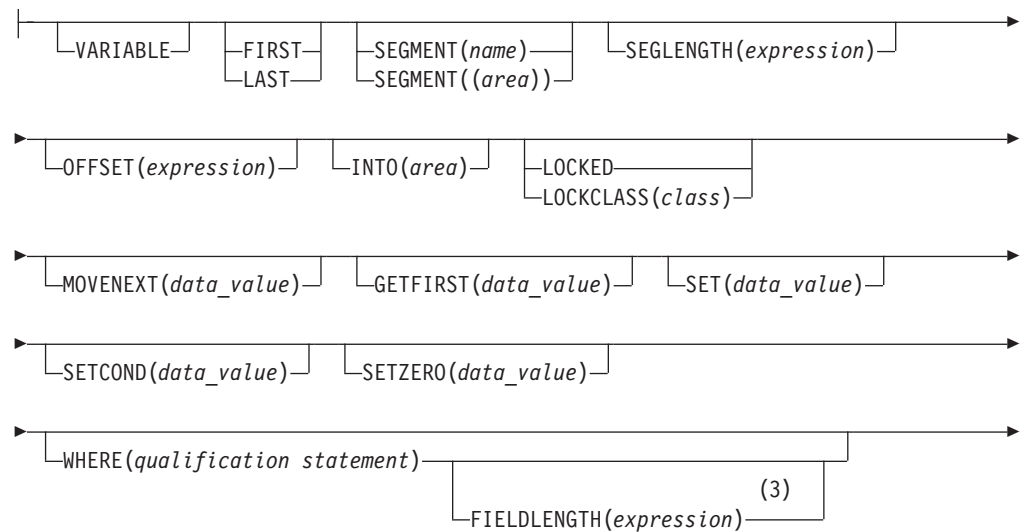 VARIABLE FIRST SEGMENT(name) SEGLENGTH(expression)
LAST SEGMENT((area))
OFFSET(expression) INTO(area) LOCKED
LOCKCLASS(class)
MOVENEXT(data_value) GETFIRST(data_value) SET(data_value)
SETCOND(data_value) SETZERO(data_value)
WHERE(qualification statement)
(3)
FIELDLENGTH(expression)